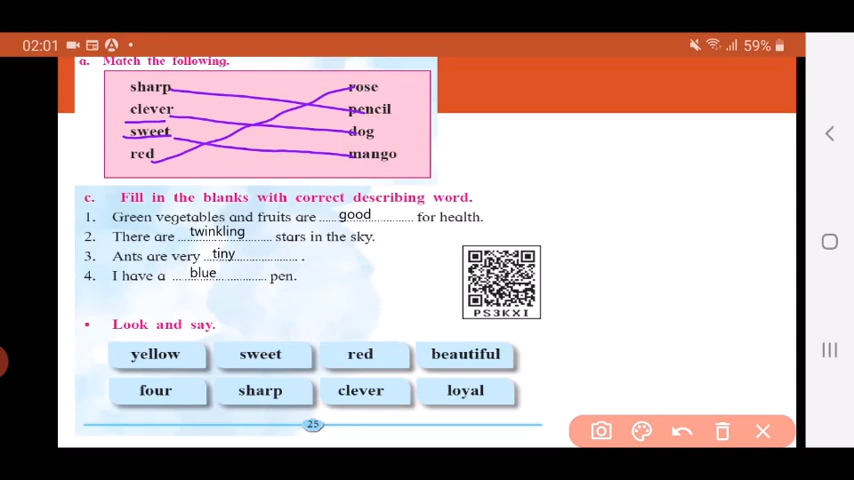 02:01
59%
a. Match the following.
sharp rose
clever pencil
sweet dog
red mango
c. Fill in the blanks with correct describing word.
1. Green vegetables and fruits are ......good............ for health.
2. There are ...twinkling........ stars in the sky.
3. Ants are very ..tiny................... .
4. I have a .....blue............. pen.
PS3KXI
• Look and say.
yellow sweet red beautiful
four sharp clever loyal
25